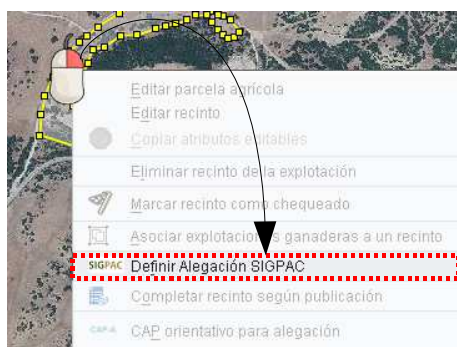 Editar parcela agrícola
Editar recinto
Copiar atributos editables
Eliminar recinto de la explotación
Marcar recinto como chequeado
Asociar explotaciones ganaderas a un recinto
SIGPAC Definir Alegación SIGPAC
Completar recinto según publicación
CAP-A CAP orientativo para alegación